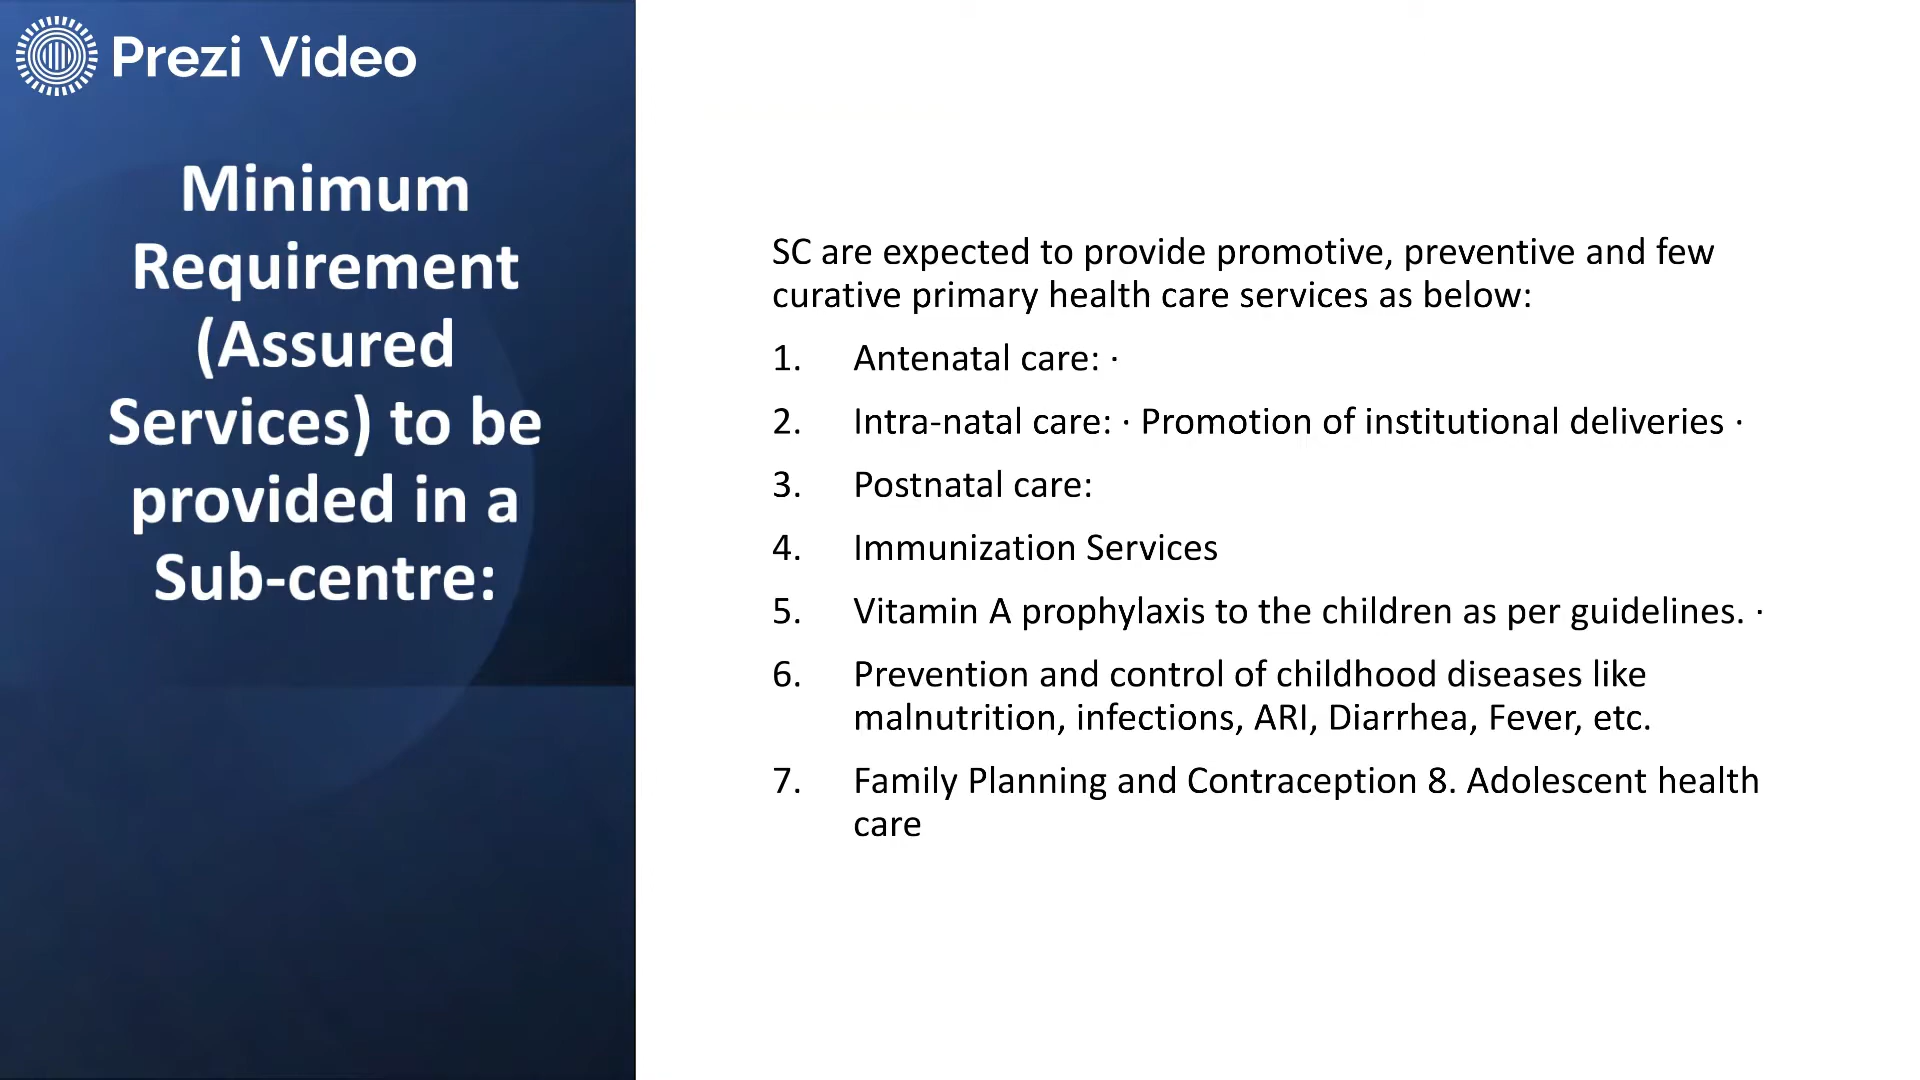 Prezi Video
Minimum
Requirement
(Assured
Services) to be
provided in a
Sub-centre:
SC are expected to provide promotive, preventive and few
curative primary health care services as below:
1. Antenatal care: ·
2. Intra-natal care: · Promotion of institutional deliveries ·
3. Postnatal care:
4. Immunization Services
5. Vitamin A prophylaxis to the children as per guidelines. ·
6. Prevention and control of childhood diseases like
malnutrition, infections, ARI, Diarrhea, Fever, etc.
7. Family Planning and Contraception 8. Adolescent health
care